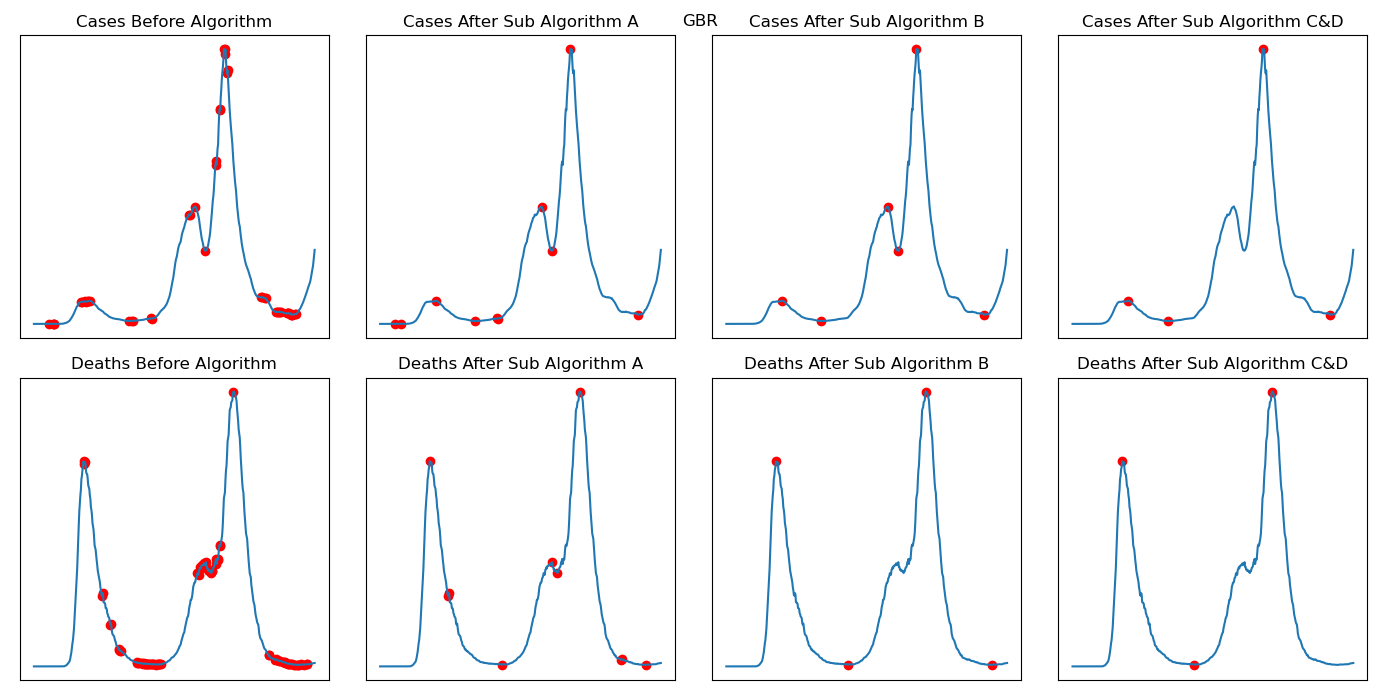 GBR
Cases Before Algorithm
Cases After Sub Algorithm A
Cases After Sub Algorithm B
Cases After Sub Algorithm C&D
Deaths Before Algorithm
Deaths After Sub Algorithm A
Deaths After Sub Algorithm B
Deaths After Sub Algorithm C&D